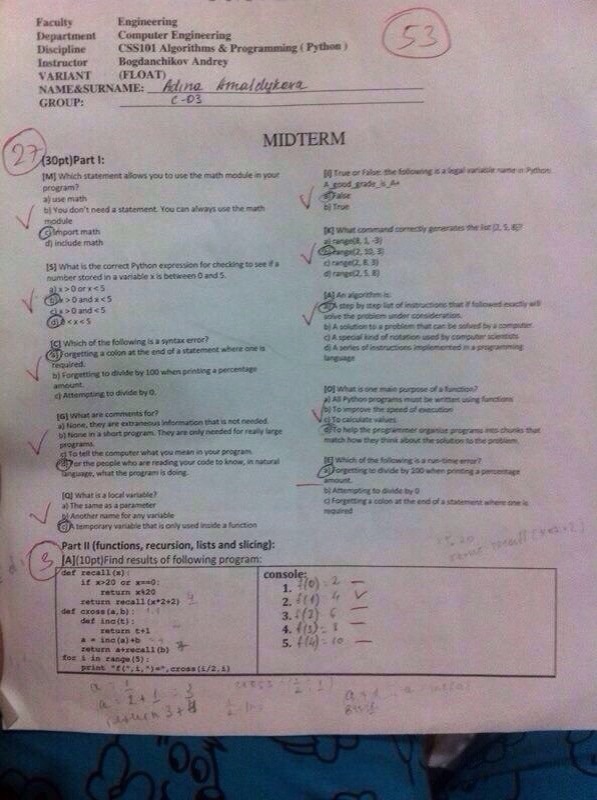 Faculty Engineering
Department Computer Engineering
Discipline CSS101 Algorithms & Programming ( Python )
Instructor Bogdanchikov Andrey
VARIANT (FLOAT)
NAME&SURNAME: Adina Amaldykova
GROUP: C-03
53
MIDTERM
27
(30pt)Part I:
[M] Which statement allows you to use the math module in your
program?
a) use math
b) You don't need a statement. You can always use the math
module
c) import math
d) include math
[S] What is the correct Python expression for checking to see if a
number stored in a variable x is between 0 and 5.
a) x > 0 or x < 5
b) x > 0 and x < 5
c) x > 0 and < 5
d) 0 < x < 5
[C] Which of the following is a syntax error?
a) Forgetting a colon at the end of a statement where one is
required.
b) Forgetting to divide by 100 when printing a percentage
amount.
c) Attempting to divide by 0.
[G] What are comments for?
a) None, they are extraneous information that is not needed.
b) None in a short program. They are only needed for really large
programs.
c) To tell the computer what you mean in your program.
d) For the people who are reading your code to know, in natural
language, what the program is doing.
[Q] What is a local variable?
a) The same as a parameter
b) Another name for any variable
c) A temporary variable that is only used inside a function
[I] True or False: the following is a legal variable name in Python:
A_good_grade_is_A+
a) False
b) True
[K] What command correctly generates the list [2, 5, 8]?
a) range(8, 1, -3)
b) range(2, 10, 3)
c) range(2, 8, 3)
d) range(2, 5, 8)
[A] An algorithm is:
a) A step by step list of instructions that if followed exactly will
solve the problem under consideration.
b) A solution to a problem that can be solved by a computer.
c) A special kind of notation used by computer scientists
d) A series of instructions implemented in a programming
language
[O] What is one main purpose of a function?
a) All Python programs must be written using functions
b) To improve the speed of execution
c) To calculate values.
d) To help the programmer organize programs into chunks that
match how they think about the solution to the problem.
[E] Which of the following is a run-time error?
a) Forgetting to divide by 100 when printing a percentage
amount.
b) Attempting to divide by 0
c) Forgetting a colon at the end of a statement where one is
required
3
Part II (functions, recursion, lists and slicing):
[A](10pt)Find results of following program:
def recall(x):
if x>20 or x==0:
return x%20
return recall(x*2+2)
def cross(a,b):
def inc(t):
return t+1
a = inc(a)+b
return a+recall(b)
for i in range(5):
print "f(",i,")=",cross(i/2,i)
console:
1. f(0) = 2
2. f(1) = 4
3. f(2) = 6
4. f(3) = 8
5. f(4) = 10